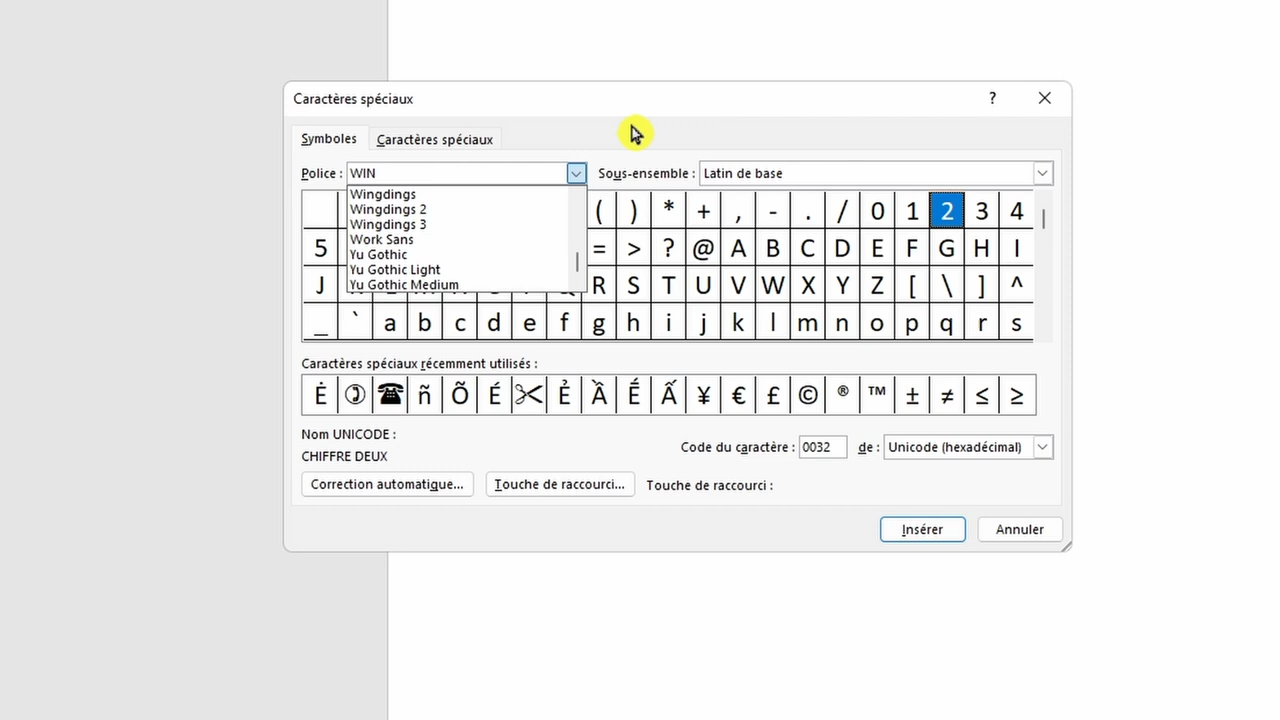 Caractères spéciaux
?
Symboles Caractères spéciaux
Police : WIN Sous-ensemble : Latin de base
Wingdings
Wingdings 2
Wingdings 3
Work Sans
Yu Gothic
Yu Gothic Light
Yu Gothic Medium
( ) * + , - . / 0 1 2 3 4
5 = > ? @ A B C D E F G H I
J R S T U V W X Y Z [ \ ] ^
_ ` a b c d e f g h i j k l m n o p q r s
Caractères spéciaux récemment utilisés :
Ė ✆ ☎ ñ Õ É ✂ Ẻ Ầ Ế Ấ ¥ € £ © ® ™ ± ≠ ≤ ≥
Nom UNICODE :
CHIFFRE DEUX
Code du caractère : 0032 de : Unicode (hexadécimal)
Correction automatique... Touche de raccourci... Touche de raccourci :
Insérer Annuler